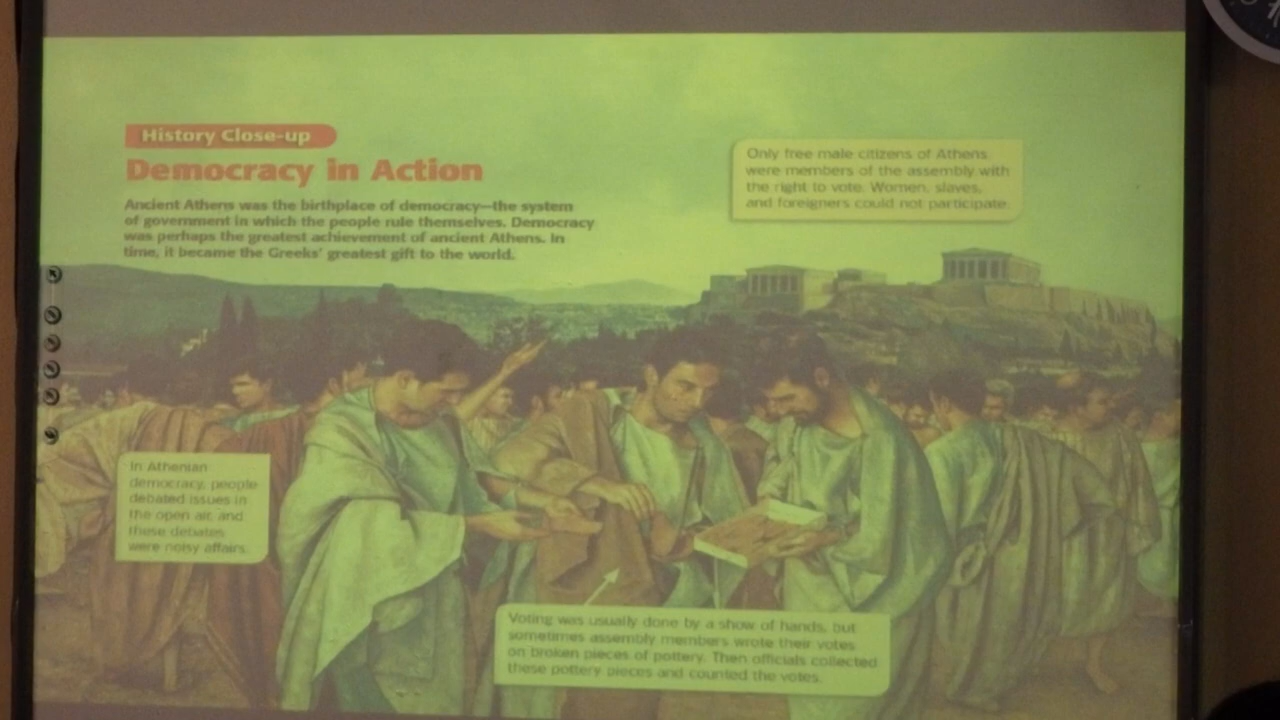 History Close-up
Democracy in Action
Ancient Athens was the birthplace of democracy—the system
of government in which the people rule themselves. Democracy
was perhaps the greatest achievement of ancient Athens. In
time, it became the Greeks' greatest gift to the world.
Only free male citizens of Athens
were members of the assembly with
the right to vote. Women, slaves,
and foreigners could not participate.
In Athenian
democracy, people
debated issues in
the open air, and
these debates
were noisy affairs.
Voting was usually done by a show of hands, but
sometimes assembly members wrote their votes
on broken pieces of pottery. Then officials collected
these pottery pieces and counted the votes.